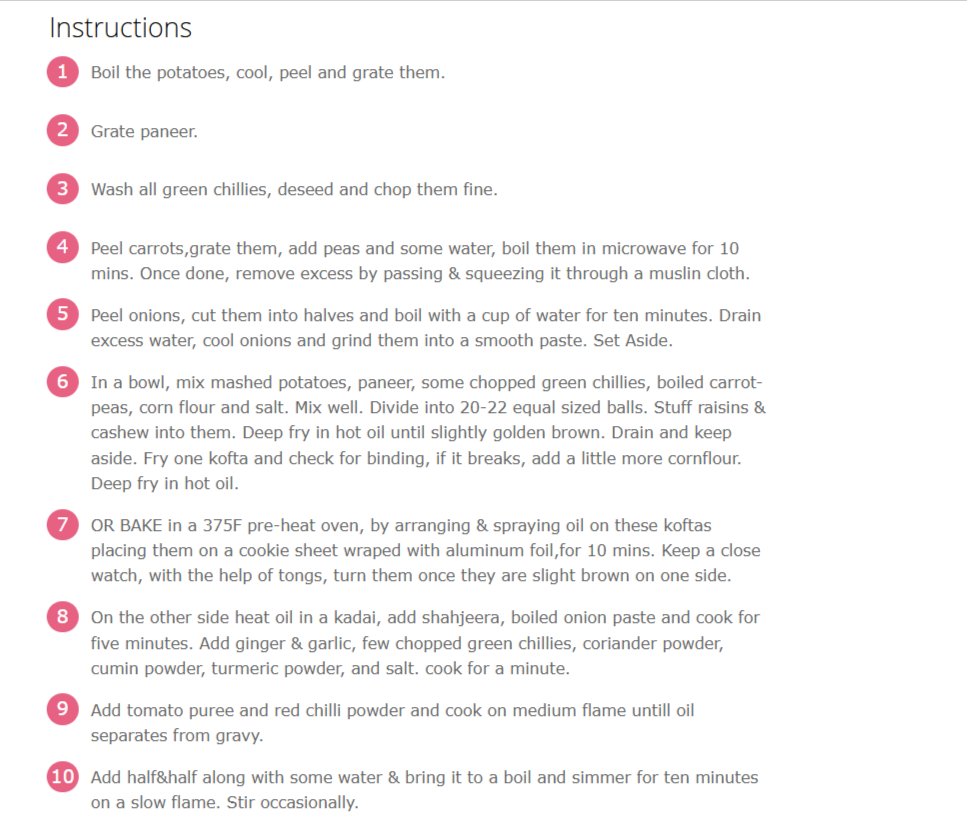 Instructions
1 Boil the potatoes, cool, peel and grate them.
2 Grate paneer.
3 Wash all green chillies, deseed and chop them fine.
4 Peel carrots,grate them, add peas and some water, boil them in microwave for 10
mins. Once done, remove excess by passing & squeezing it through a muslin cloth.
5 Peel onions, cut them into halves and boil with a cup of water for ten minutes. Drain
excess water, cool onions and grind them into a smooth paste. Set Aside.
6 In a bowl, mix mashed potatoes, paneer, some chopped green chillies, boiled carrot-
peas, corn flour and salt. Mix well. Divide into 20-22 equal sized balls. Stuff raisins &
cashew into them. Deep fry in hot oil until slightly golden brown. Drain and keep
aside. Fry one kofta and check for binding, if it breaks, add a little more cornflour.
Deep fry in hot oil.
7 OR BAKE in a 375F pre-heat oven, by arranging & spraying oil on these koftas
placing them on a cookie sheet wraped with aluminum foil,for 10 mins. Keep a close
watch, with the help of tongs, turn them once they are slight brown on one side.
8 On the other side heat oil in a kadai, add shahjeera, boiled onion paste and cook for
five minutes. Add ginger & garlic, few chopped green chillies, coriander powder,
cumin powder, turmeric powder, and salt. cook for a minute.
9 Add tomato puree and red chilli powder and cook on medium flame untill oil
separates from gravy.
10 Add half&half along with some water & bring it to a boil and simmer for ten minutes
on a slow flame. Stir occasionally.